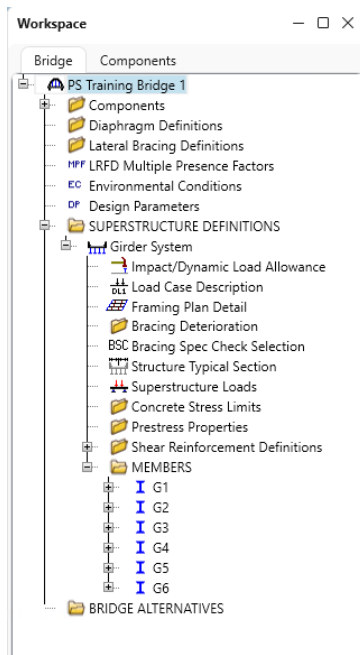 Workspace
Bridge Components
PS Training Bridge 1
Components
Diaphragm Definitions
Lateral Bracing Definitions
MPF LRFD Multiple Presence Factors
EC Environmental Conditions
DP Design Parameters
SUPERSTRUCTURE DEFINITIONS
Girder System
Impact/Dynamic Load Allowance
DL1 Load Case Description
Framing Plan Detail
Bracing Deterioration
BSC Bracing Spec Check Selection
Structure Typical Section
Superstructure Loads
Concrete Stress Limits
Prestress Properties
Shear Reinforcement Definitions
MEMBERS
G1
G2
G3
G4
G5
G6
BRIDGE ALTERNATIVES